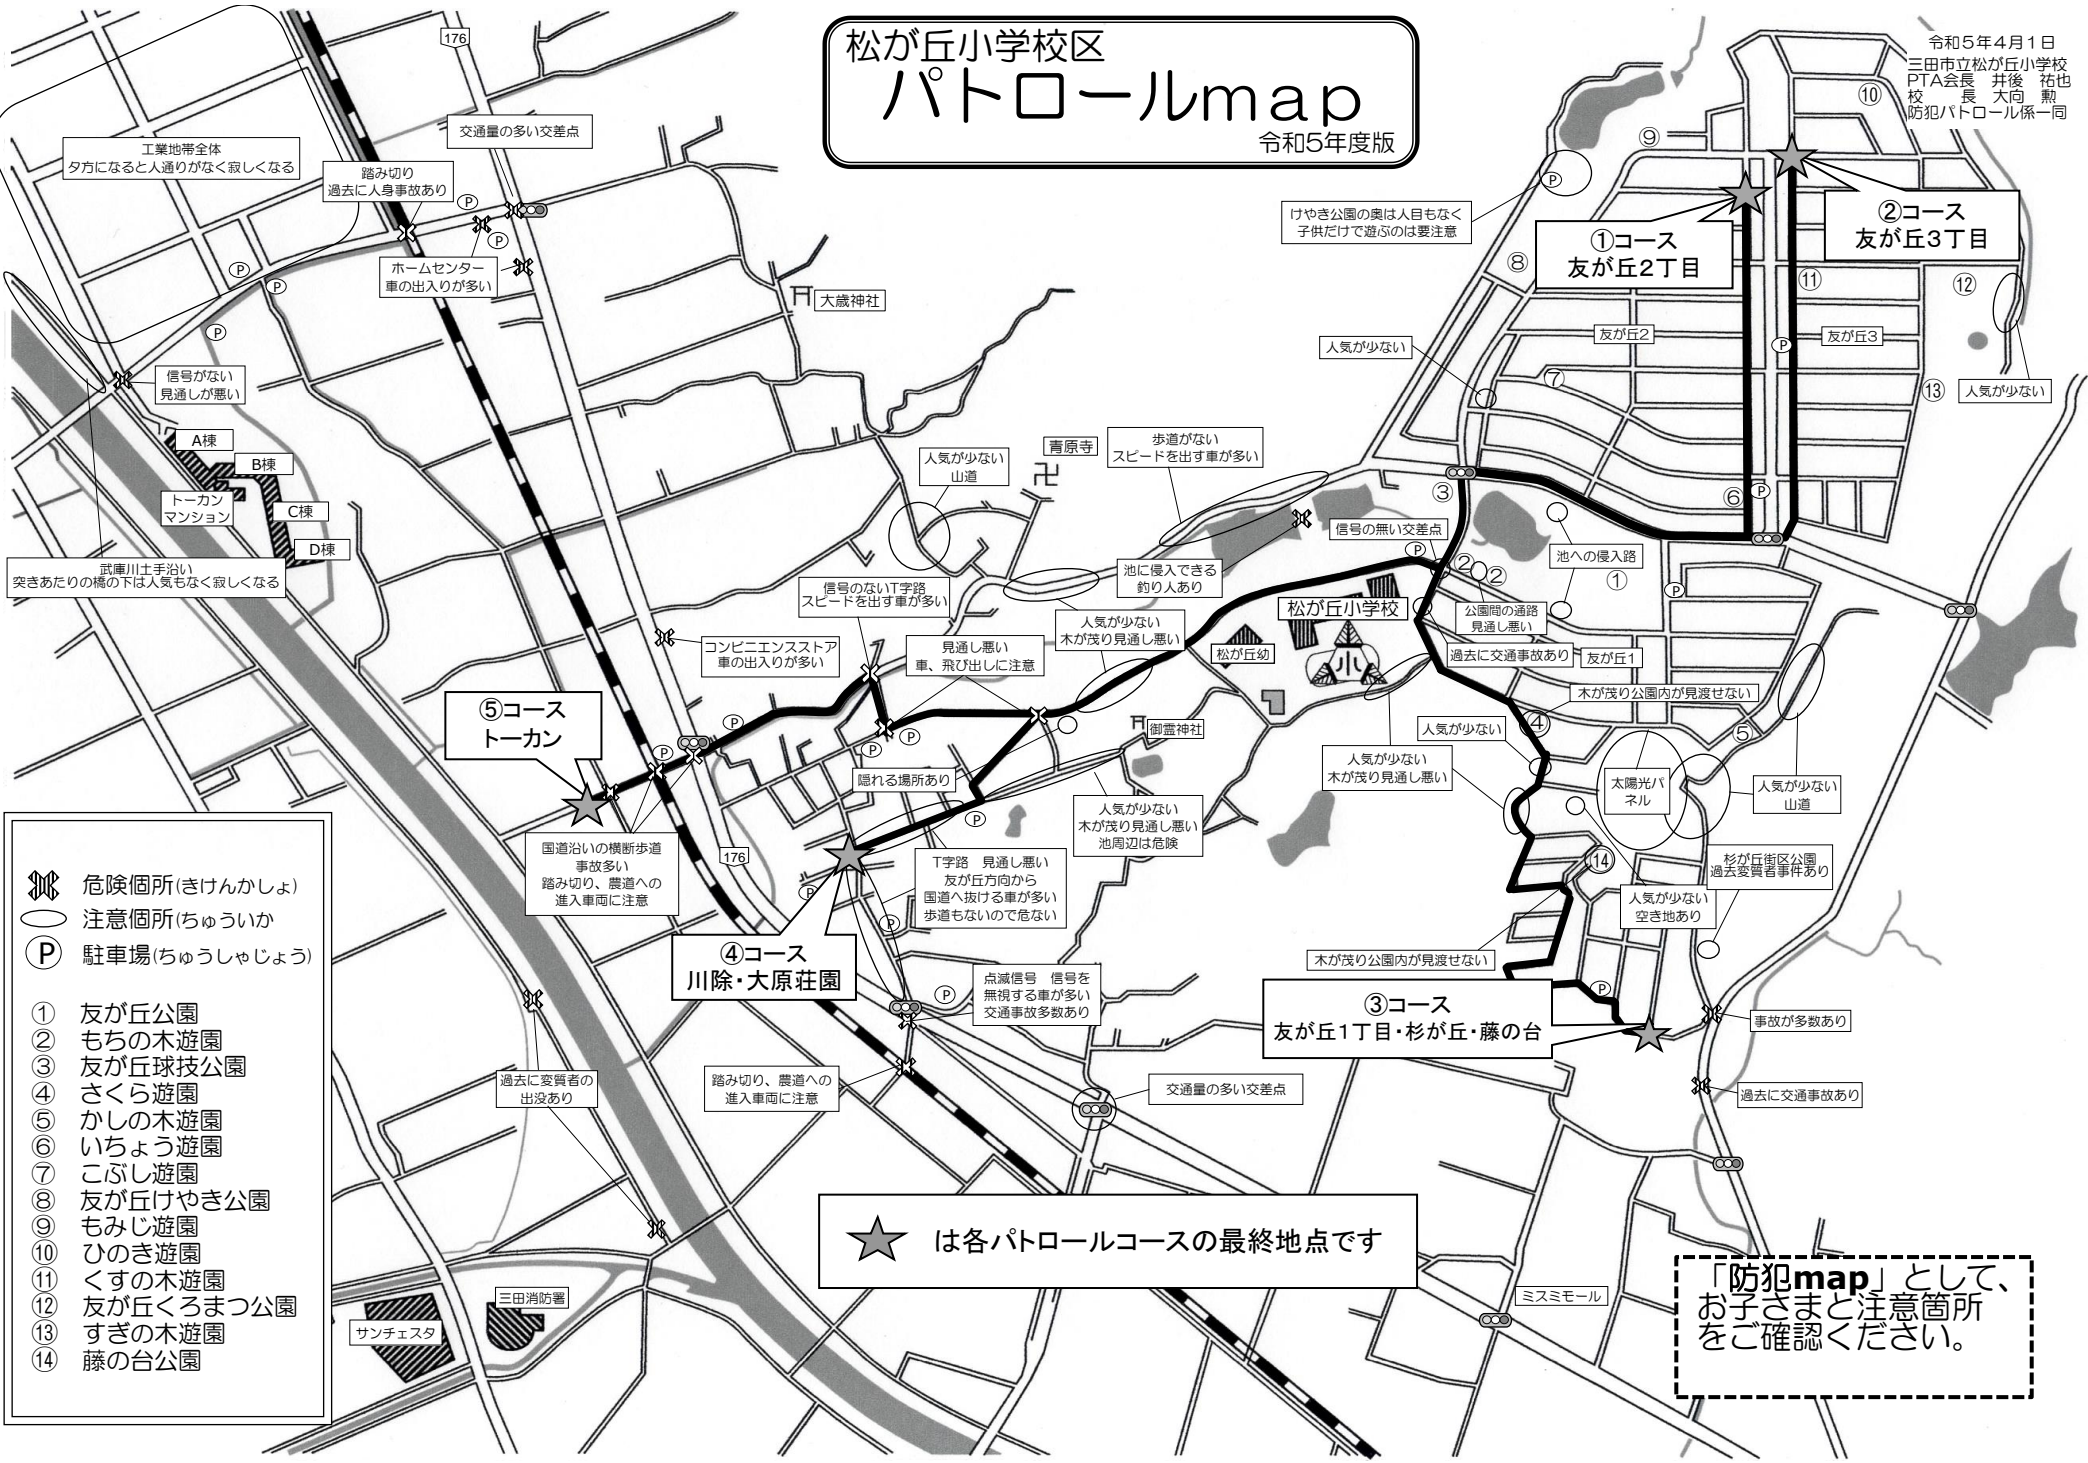 松が丘小学校区
パトロールmap
令和5年度版
令和5年4月1日
三田市立松が丘小学校
PTA会長 井後 祐也
校 長 大向 勲
防犯パトロール係一同
176
交通量の多い交差点
工業地帯全体
夕方になると人通りがなく寂しくなる
踏み切り
過去に人身事故あり
P
P
ホームセンター
車の出入りが多い
P
P
P
大歳神社
信号がない
見通しが悪い
A棟
B棟
C棟
D棟
トーカン
マンション
武庫川土手沿い
突きあたりの橋の下は人気もなく寂しくなる
⑩
⑨
P
けやき公園の奥は人目もなく
子供だけで遊ぶのは要注意
①コース
友が丘2丁目
②コース
友が丘3丁目
⑧
⑪
⑫
友が丘2
友が丘3
P
人気が少ない
⑦
⑬
人気が少ない
人気が少ない
山道
青原寺
歩道がない
スピードを出す車が多い
③
⑥
P
信号の無い交差点
池への侵入路
池に侵入できる
釣り人あり
P
②
②
①
P
信号のないT字路
スピードを出す車が多い
松が丘小学校
小
公園間の通路
見通し悪い
人気が少ない
木が茂り見通し悪い
見通し悪い
車、飛び出しに注意
コンビニエンスストア
車の出入りが多い
松が丘幼
過去に交通事故あり
友が丘1
木が茂り公園内が見渡せない
⑤コース
トーカン
P
P
P
P
御霊神社
人気が少ない
④
⑤
隠れる場所あり
人気が少ない
木が茂り見通し悪い
太陽光パ
ネル
人気が少ない
山道
人気が少ない
木が茂り見通し悪い
池周辺は危険
P
国道沿いの横断歩道
事故多い
踏み切り、農道への
進入車両に注意
176
T字路 見通し悪い
友が丘方向から
国道へ抜ける車が多い
歩道もないので危ない
P
P
⑭
杉が丘街区公園
過去変質者事件あり
人気が少ない
空き地あり
④コース
川除・大原荘園
木が茂り公園内が見渡せない
P
点滅信号 信号を
無視する車が多い
交通事故多数あり
P
③コース
友が丘1丁目・杉が丘・藤の台
事故が多数あり
過去に変質者の
出没あり
踏み切り、農道への
進入車両に注意
交通量の多い交差点
過去に交通事故あり
危険個所(きけんかしょ)
注意個所(ちゅういか
P 駐車場(ちゅうしゃじょう)
① 友が丘公園
② もちの木遊園
③ 友が丘球技公園
④ さくら遊園
⑤ かしの木遊園
⑥ いちょう遊園
⑦ こぶし遊園
⑧ 友が丘けやき公園
⑨ もみじ遊園
⑩ ひのき遊園
⑪ くすの木遊園
⑫ 友が丘くろまつ公園
⑬ すぎの木遊園
⑭ 藤の台公園
は各パトロールコースの最終地点です
三田消防署
サンチェスタ
ミスミモール
「防犯map」として、
お子さまと注意箇所
をご確認ください。